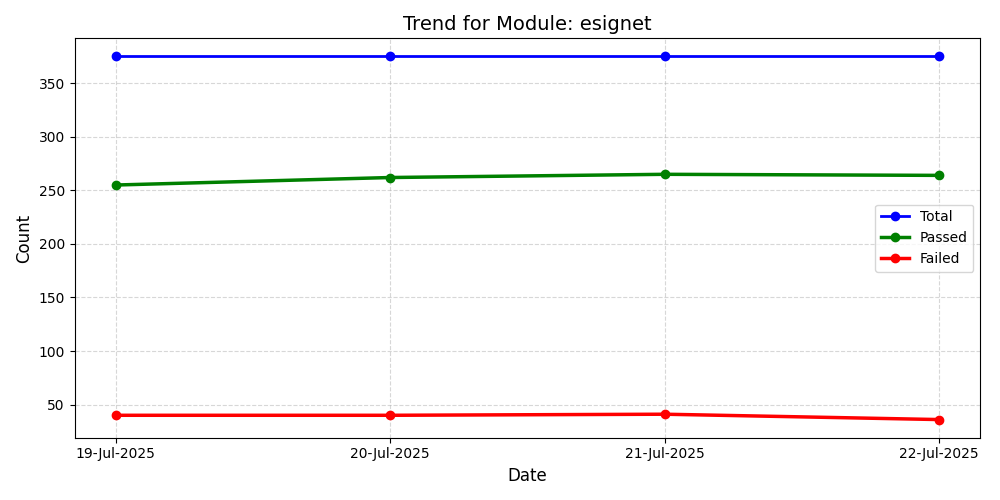 Trend for Module: esignet
Count
350
300
250
200
150
100
50
Total
Passed
Failed
19-Jul-2025
20-Jul-2025
21-Jul-2025
22-Jul-2025
Date